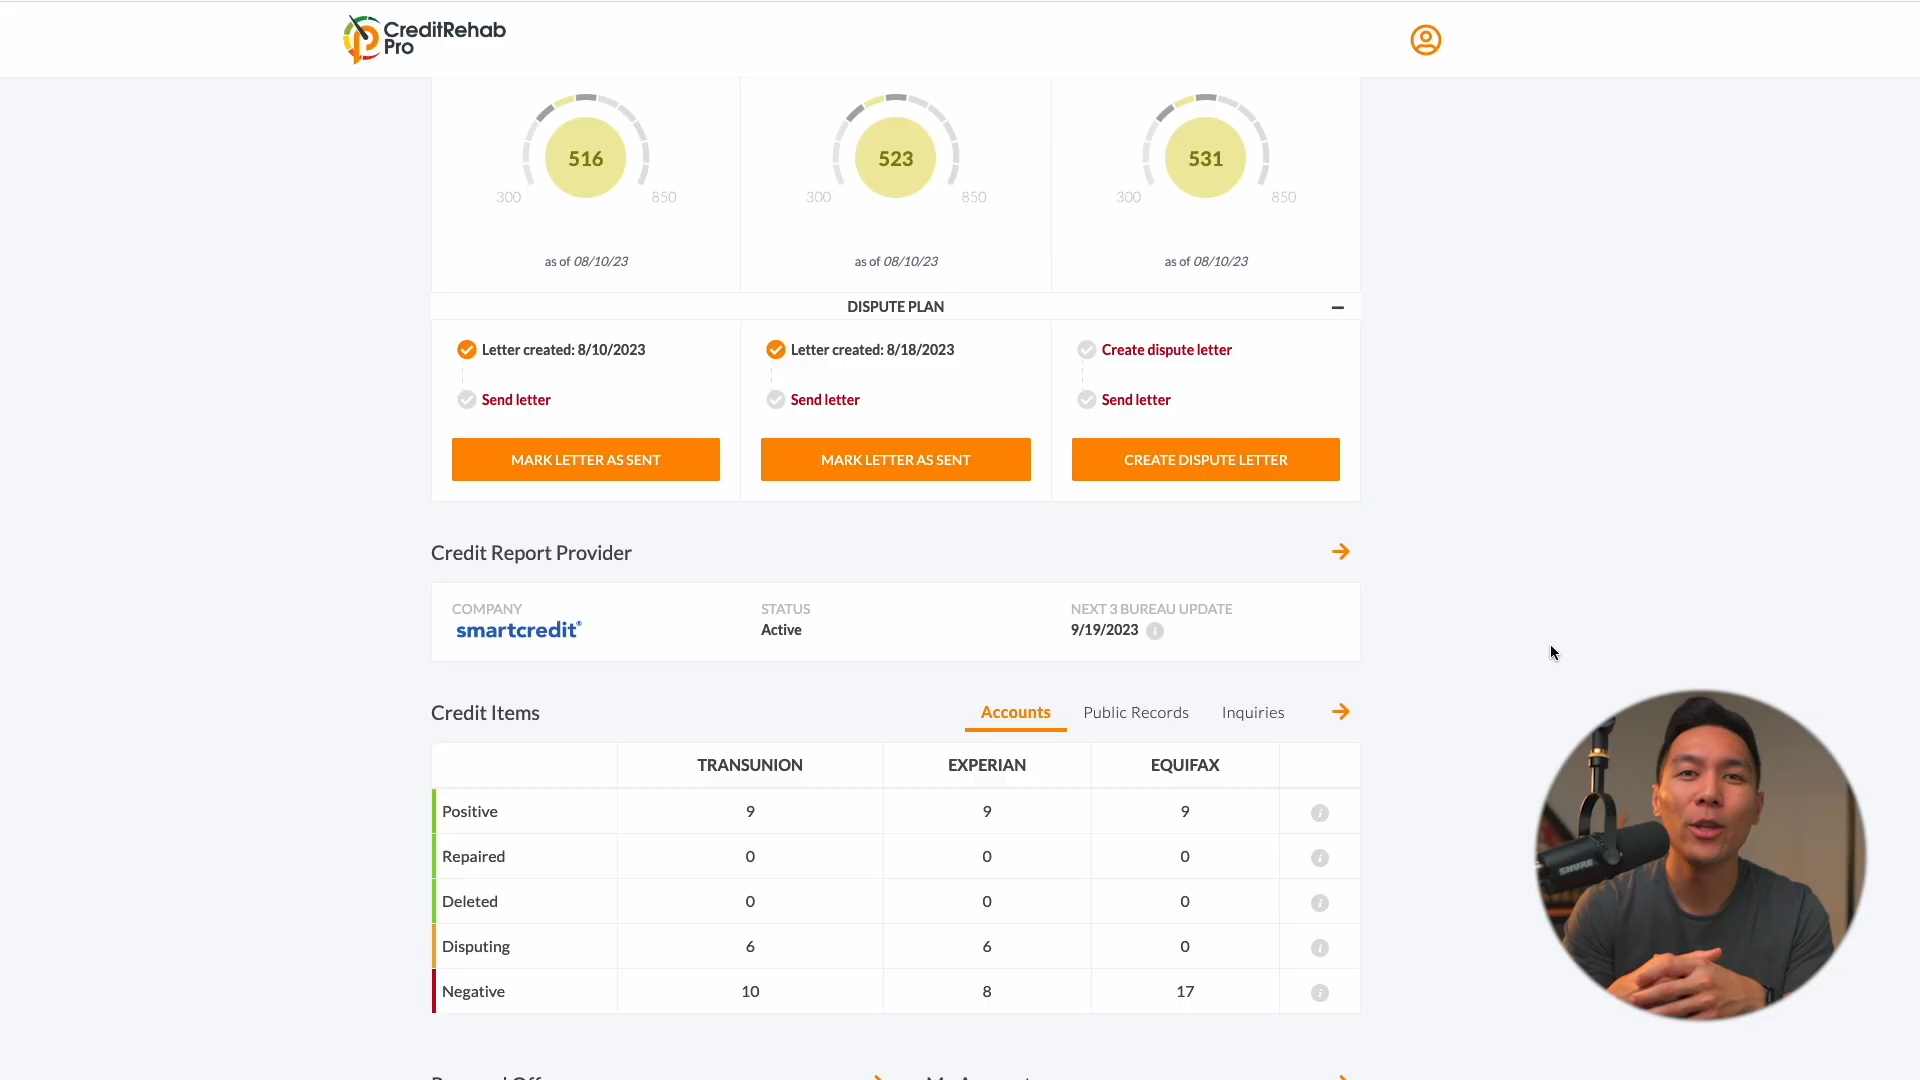 CreditRehab
Pro
516
523
531
300
850
300
850
300
850
as of 08/10/23
as of 08/10/23
as of 08/10/23
DISPUTE PLAN
Letter created: 8/10/2023
Letter created: 8/18/2023
Create dispute letter
Send letter
Send letter
Send letter
MARK LETTER AS SENT
MARK LETTER AS SENT
CREATE DISPUTE LETTER
Credit Report Provider
COMPANY
STATUS
NEXT 3 BUREAU UPDATE
smartcredit®
Active
9/19/2023
Credit Items
Accounts
Public Records
Inquiries
TRANSUNION
EXPERIAN
EQUIFAX
Positive
9
9
9
Repaired
0
0
0
Deleted
0
0
0
Disputing
6
6
0
Negative
10
8
17
SHURE